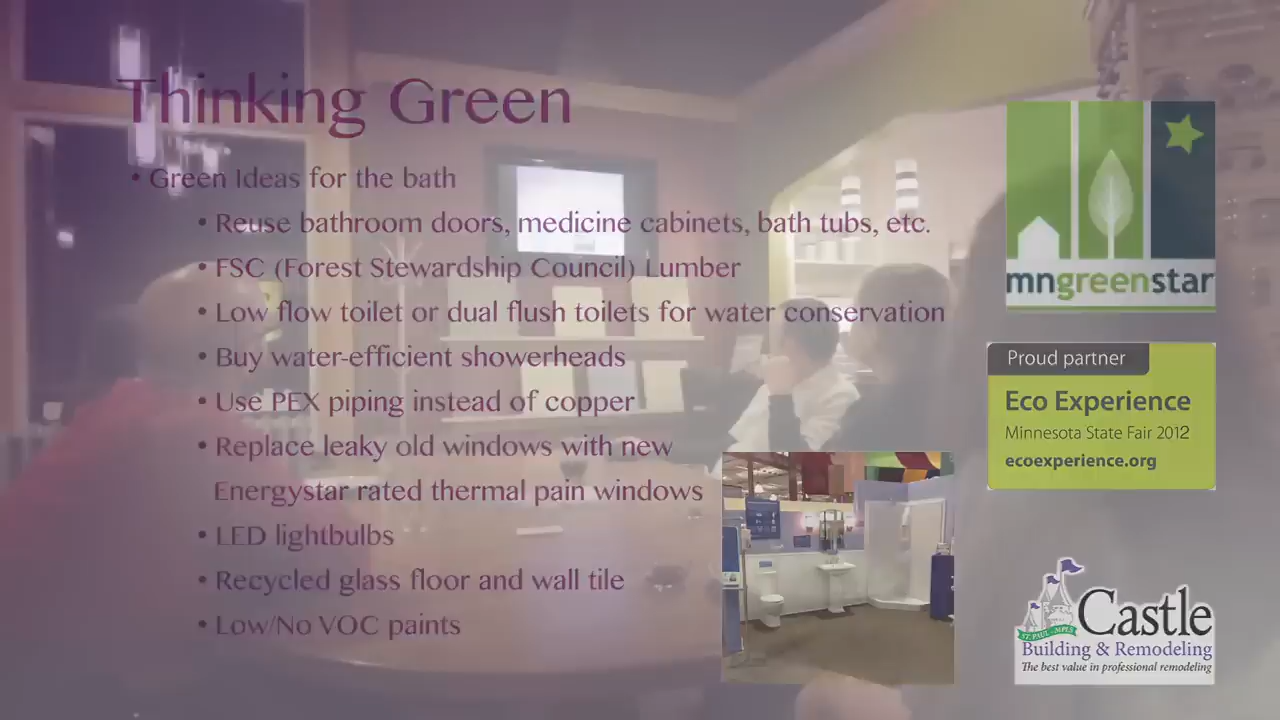 Thinking Green
• Green Ideas for the bath
• Reuse bathroom doors, medicine cabinets, bath tubs, etc.
• FSC (Forest Stewardship Council) Lumber
• Low flow toilet or dual flush toilets for water conservation
• Buy water-efficient showerheads
• Use PEX piping instead of copper
• Replace leaky old windows with new
Energystar rated thermal pain windows
• LED lightbulbs
• Recycled glass floor and wall tile
• Low/No VOC paints
mngreenstar
Proud partner
Eco Experience
Minnesota State Fair 2012
ecoexperience.org
ST. PAUL - MPLS
Castle
Building & Remodeling
The best value in professional remodeling